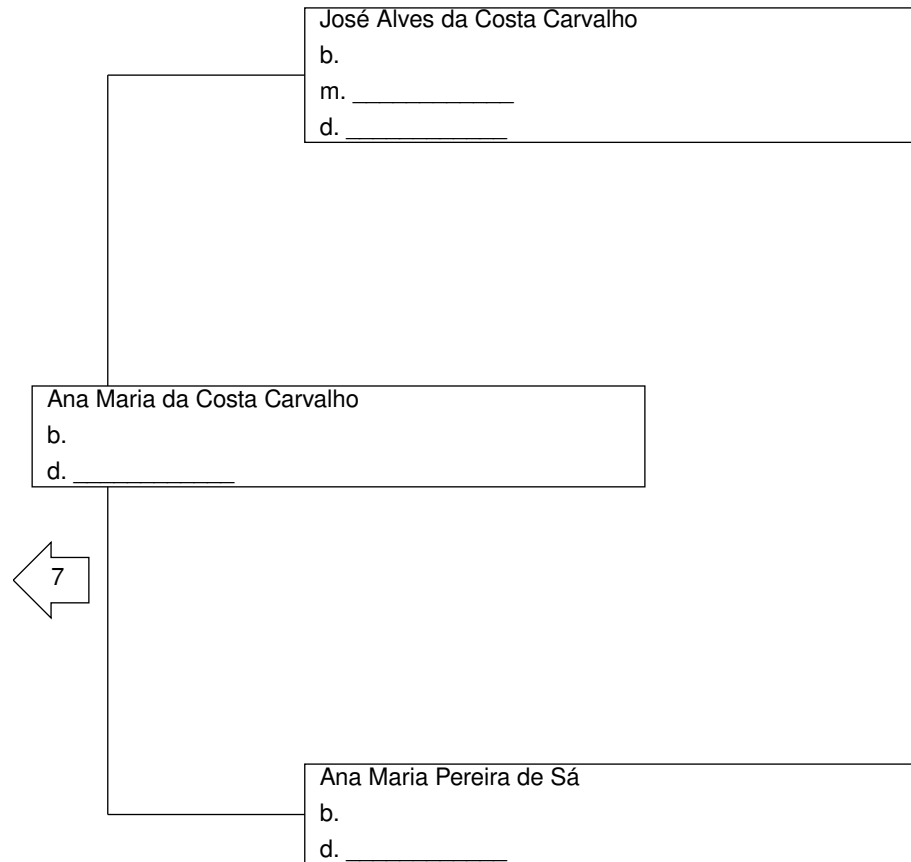 José Alves da Costa Carvalho
b.
m. ____________
d. ____________
Ana Maria da Costa Carvalho
b.
d. ____________
7
Ana Maria Pereira de Sá
b.
d. ____________